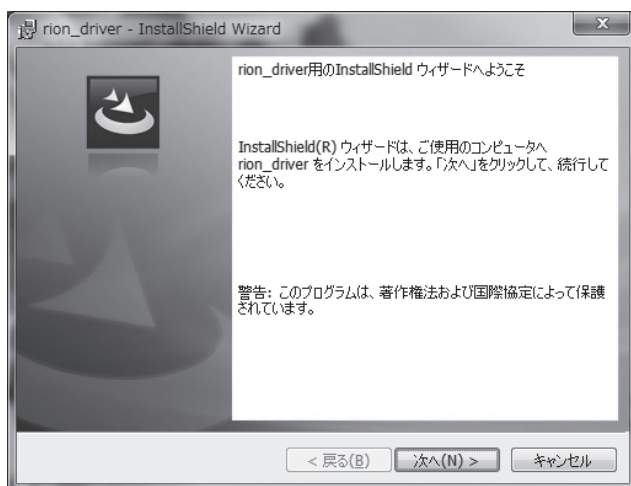 rion_driver - InstallShield Wizard
rion_driver用のInstallShield ウィザードへようこそ
InstallShield(R) ウィザードは、ご使用のコンピュータへ
rion_driver をインストールします。「次へ」をクリックして、続行して
ください。
警告: このプログラムは、著作権法および国際協定によって保護
されています。
< 戻る(B) 次へ(N) > キャンセル